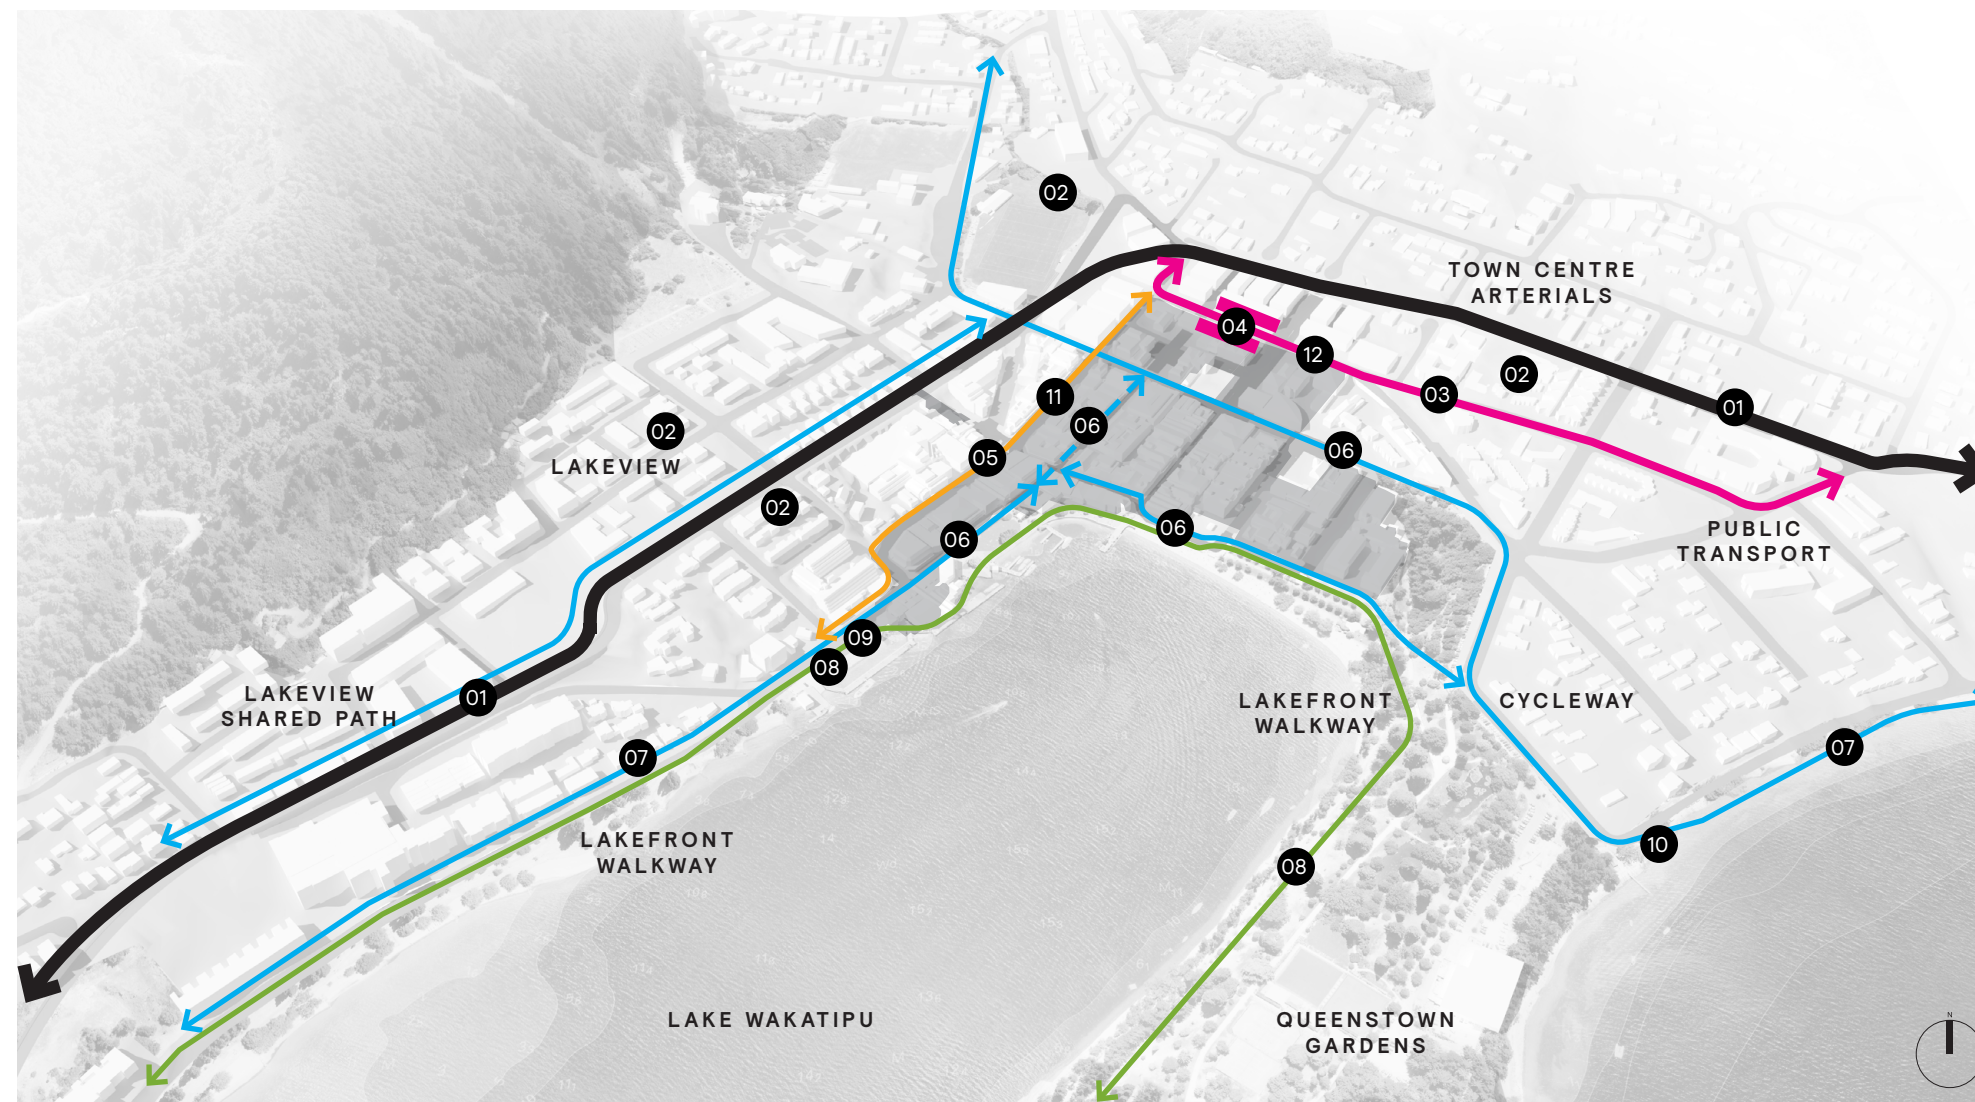 02
TOWN CENTRE
ARTERIALS
04
12
02
03
11
01
06
02
06
05
LAKEVIEW
02
06
06
PUBLIC
TRANSPORT
09
08
LAKEVIEW
SHARED PATH
01
LAKEFRONT
WALKWAY
CYCLEWAY
07
07
LAKEFRONT
WALKWAY
10
08
LAKE WAKATIPU
QUEENSTOWN
GARDENS
N